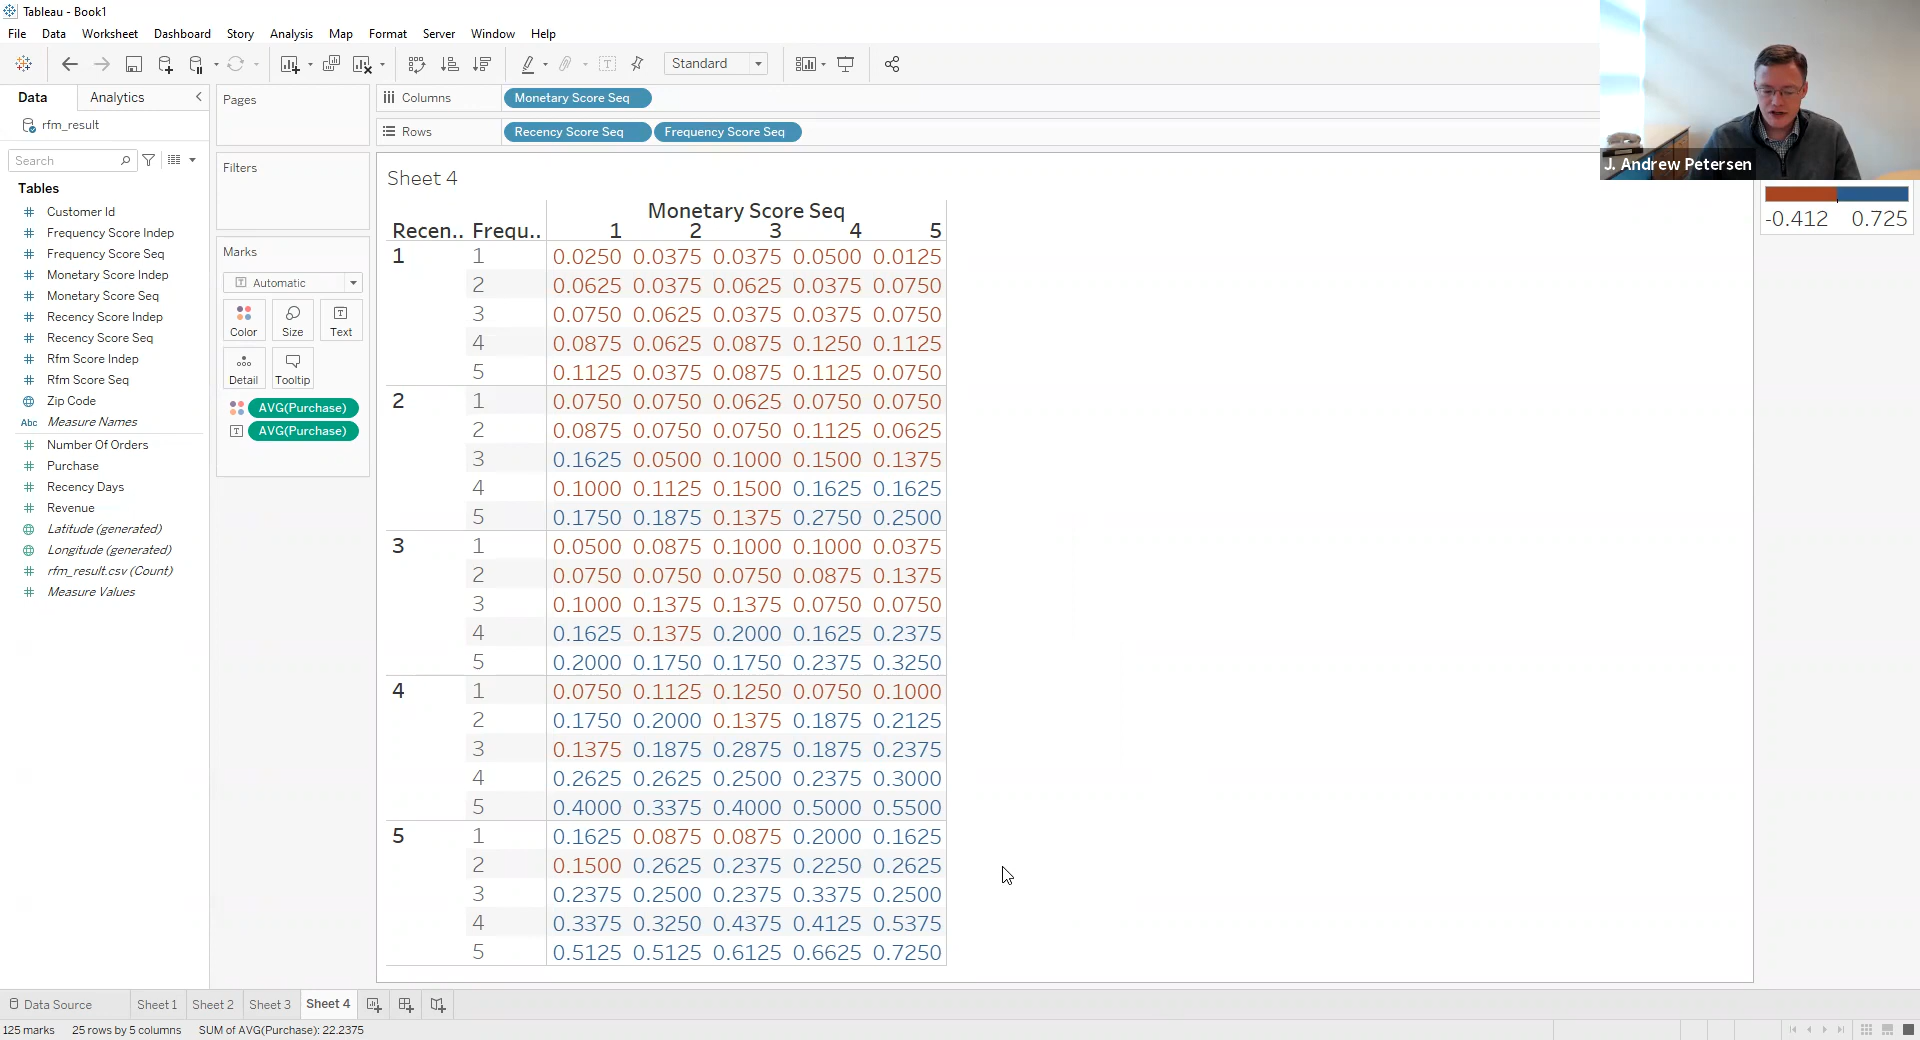 Tableau - Book1
File Data Worksheet Dashboard Story Analysis Map Format Server Window Help
Standard
Data Analytics
rfm_result
Search
Tables
Customer Id
Frequency Score Indep
Frequency Score Seq
Monetary Score Indep
Monetary Score Seq
Recency Score Indep
Recency Score Seq
Rfm Score Indep
Rfm Score Seq
Zip Code
Abc Measure Names
Number Of Orders
Purchase
Recency Days
Revenue
Latitude (generated)
Longitude (generated)
rfm_result.csv (Count)
Measure Values
Pages
Filters
Marks
T Automatic
Color Size T Text
Detail Tooltip
AVG(Purchase)
T AVG(Purchase)
Columns Monetary Score Seq
Rows Recency Score Seq Frequency Score Seq
Sheet 4
Monetary Score Seq
Recen.. Frequ.. 1 2 3 4 5
1 1 0.0250 0.0375 0.0375 0.0500 0.0125
2 0.0625 0.0375 0.0625 0.0375 0.0750
3 0.0750 0.0625 0.0375 0.0375 0.0750
4 0.0875 0.0625 0.0875 0.1250 0.1125
5 0.1125 0.0375 0.0875 0.1125 0.0750
2 1 0.0750 0.0750 0.0625 0.0750 0.0750
2 0.0875 0.0750 0.0750 0.1125 0.0625
3 0.1625 0.0500 0.1000 0.1500 0.1375
4 0.1000 0.1125 0.1500 0.1625 0.1625
5 0.1750 0.1875 0.1375 0.2750 0.2500
3 1 0.0500 0.0875 0.1000 0.1000 0.0375
2 0.0750 0.0750 0.0750 0.0875 0.1375
3 0.1000 0.1375 0.1375 0.0750 0.0750
4 0.1625 0.1375 0.2000 0.1625 0.2375
5 0.2000 0.1750 0.1750 0.2375 0.3250
4 1 0.0750 0.1125 0.1250 0.0750 0.1000
2 0.1750 0.2000 0.1375 0.1875 0.2125
3 0.1375 0.1875 0.2875 0.1875 0.2375
4 0.2625 0.2625 0.2500 0.2375 0.3000
5 0.4000 0.3375 0.4000 0.5000 0.5500
5 1 0.1625 0.0875 0.0875 0.2000 0.1625
2 0.1500 0.2625 0.2375 0.2250 0.2625
3 0.2375 0.2500 0.2375 0.3375 0.2500
4 0.3375 0.3250 0.4375 0.4125 0.5375
5 0.5125 0.5125 0.6125 0.6625 0.7250
J. Andrew Petersen
-0.412 0.725
Data Source Sheet 1 Sheet 2 Sheet 3 Sheet 4
125 marks 25 rows by 5 columns SUM of AVG(Purchase): 22.2375